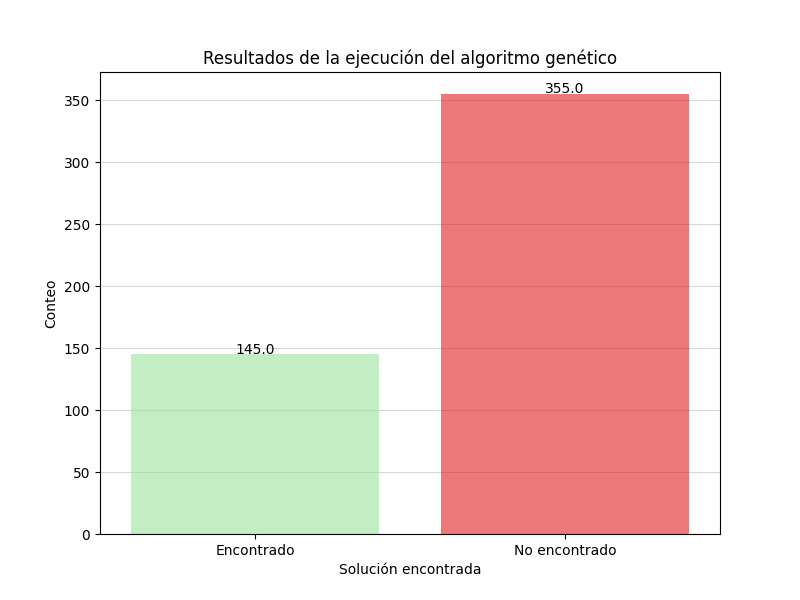 Resultados de la ejecución del algoritmo genético
355.0
350
300
250
200
150
145.0
100
50
0
Conteo
Encontrado
No encontrado
Solución encontrada